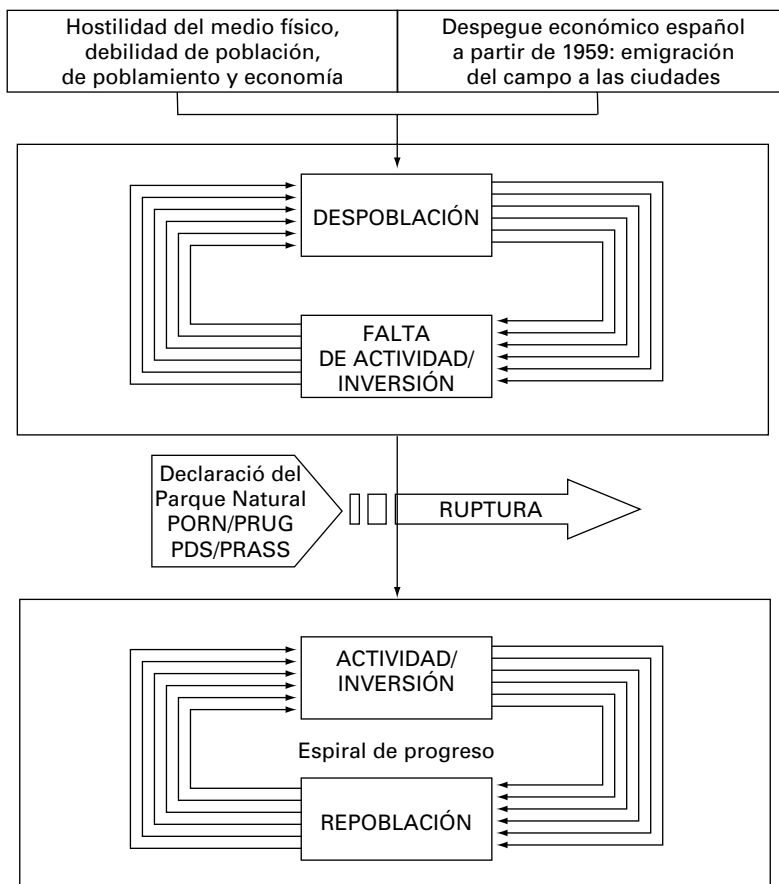 Hostilidad del medio físico,
debilidad de población,
de poblamiento y economía
Despegue económico español
a partir de 1959: emigración
del campo a las ciudades
DESPOBLACIÓN
FALTA
DE ACTIVIDAD/
INVERSIÓN
Declaració del
Parque Natural
PORN/PRUG
PDS/PRASS
RUPTURA
ACTIVIDAD/
INVERSIÓN
Espiral de progreso
REPOBLACIÓN